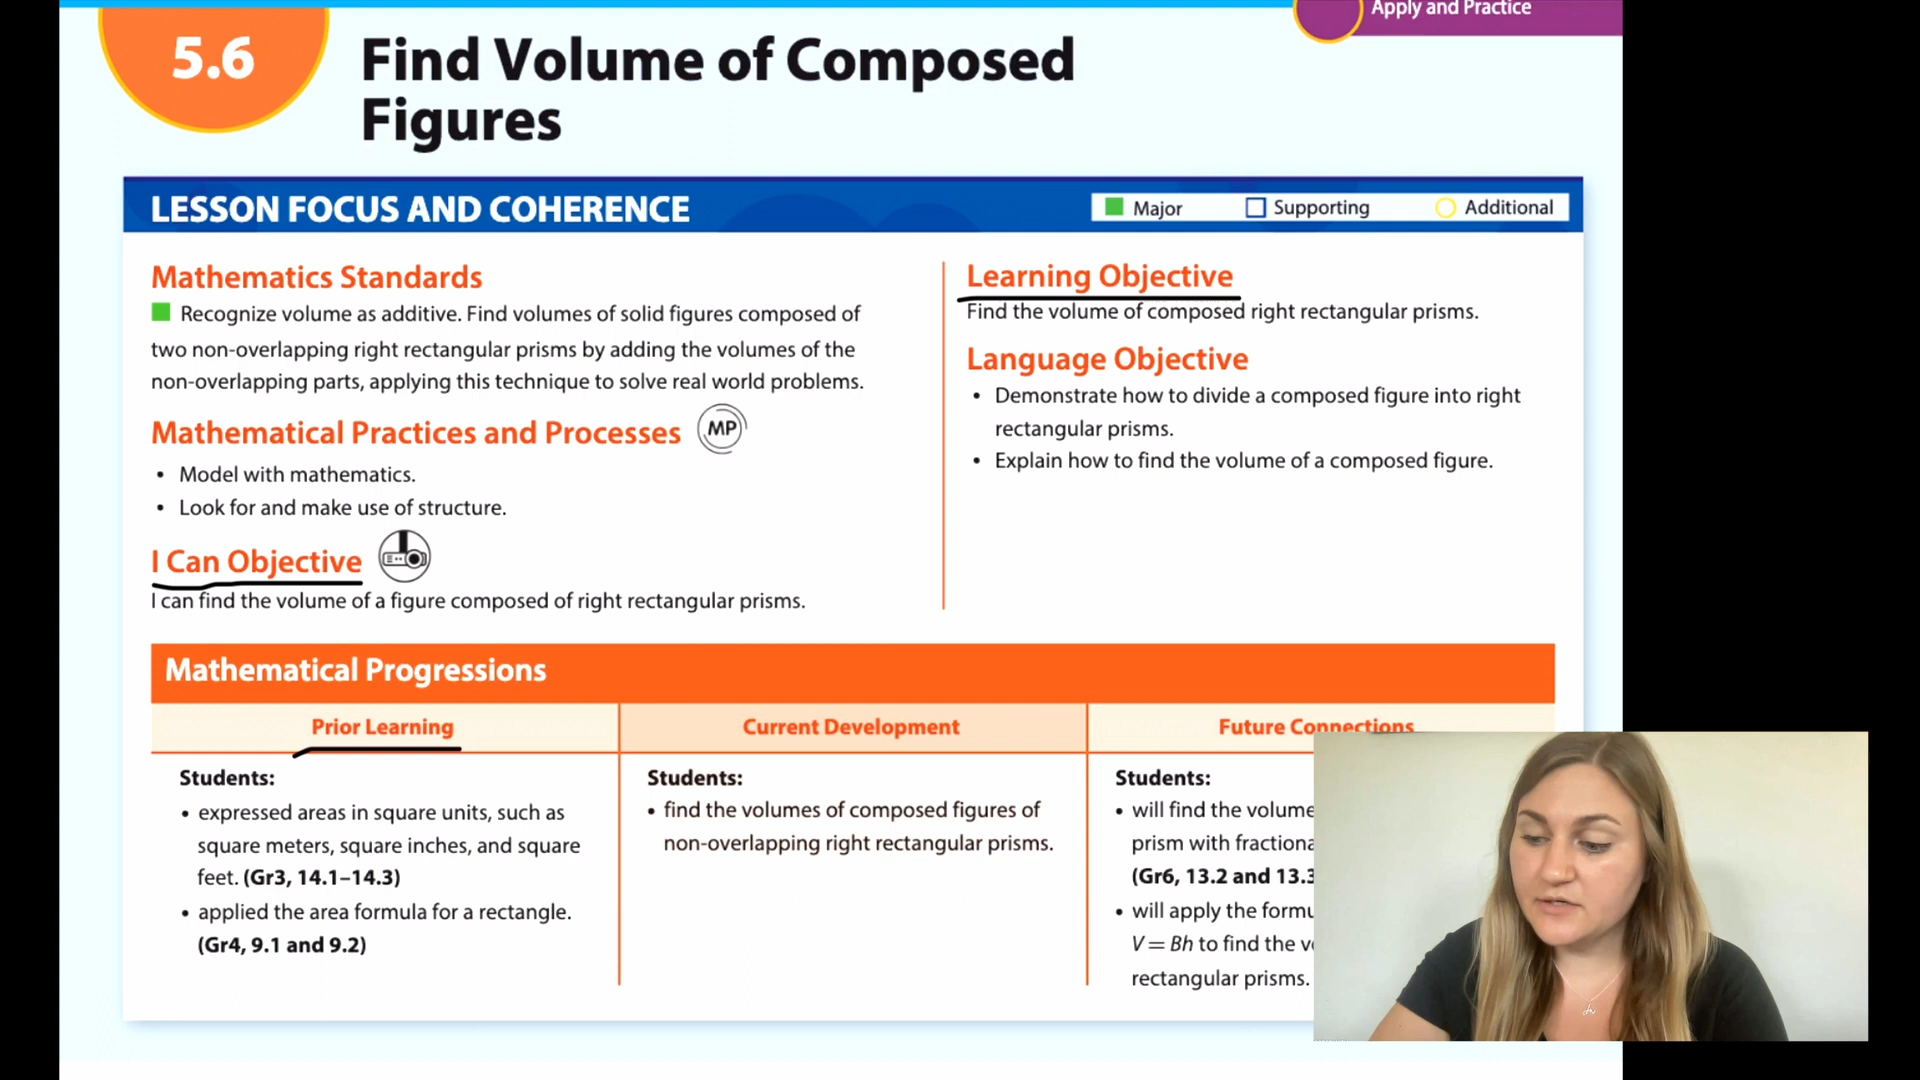 Apply and Practice
5.6
Find Volume of Composed
Figures
LESSON FOCUS AND COHERENCE
Major
Supporting
Additional
Mathematics Standards
Recognize volume as additive. Find volumes of solid figures composed of
two non-overlapping right rectangular prisms by adding the volumes of the
non-overlapping parts, applying this technique to solve real world problems.
Mathematical Practices and Processes
MP
• Model with mathematics.
• Look for and make use of structure.
I Can Objective
I can find the volume of a figure composed of right rectangular prisms.
Learning Objective
Find the volume of composed right rectangular prisms.
Language Objective
• Demonstrate how to divide a composed figure into right
rectangular prisms.
• Explain how to find the volume of a composed figure.
Mathematical Progressions
Prior Learning
Students:
• expressed areas in square units, such as
square meters, square inches, and square
feet. (Gr3, 14.1–14.3)
• applied the area formula for a rectangle.
(Gr4, 9.1 and 9.2)
Current Development
Students:
• find the volumes of composed figures of
non-overlapping right rectangular prisms.
Future Connections
Students:
• will find the volume
prism with
(Gr6, 13.2 and 13.3
• will apply the
V = Bh to find the
rectangular prisms.